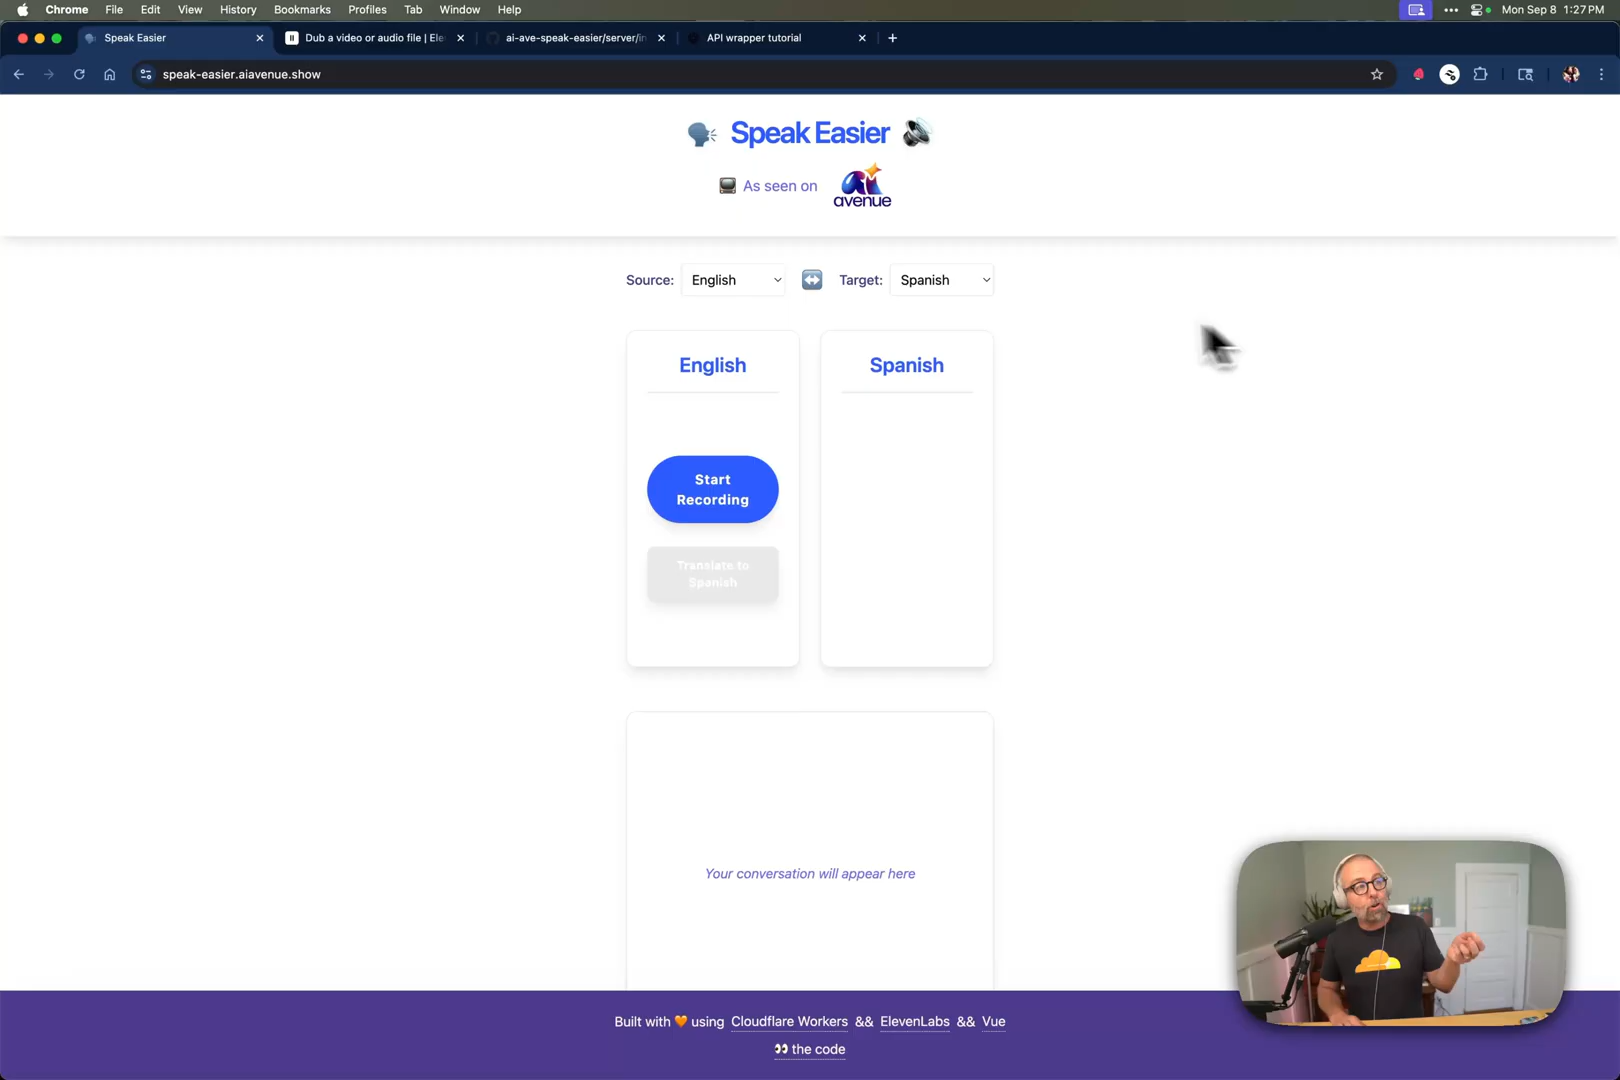 Chrome File Edit View History Bookmarks Profiles Tab Window Help Mon Sep 8 1:27 PM
Speak Easier Dub a video or audio file | Ele ai-ave-speak-easier/server/in API wrapper tutorial
speak-easier.aiavenue.show
Speak Easier
As seen on ai avenue
Source: English Target: Spanish
English Spanish
Start
Recording
Translate to
Spanish
Your conversation will appear here
Built with 🧡 using Cloudflare Workers && ElevenLabs && Vue
👀 the code